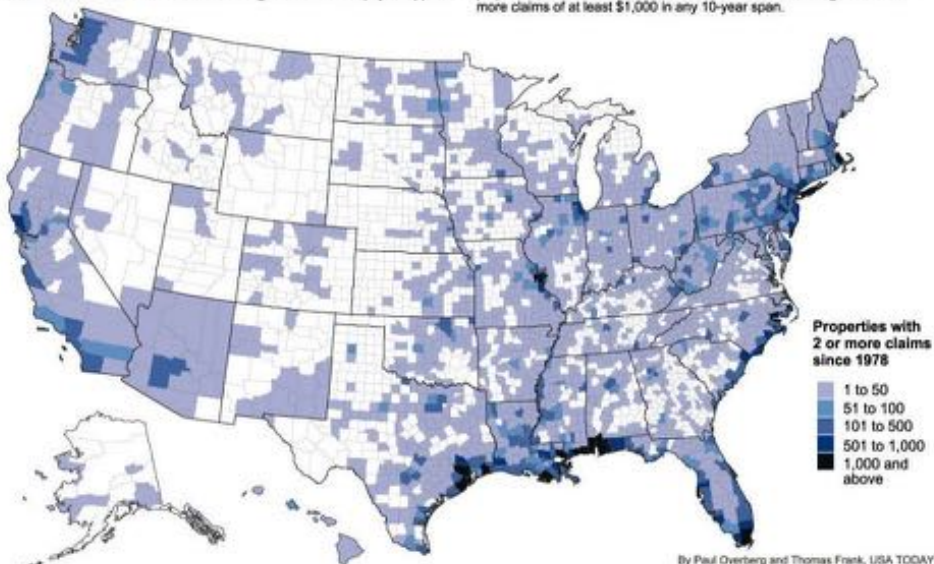 more claims of at least $1,000 in any 10-year span.
Properties with
2 or more claims
since 1978
1 to 50
51 to 100
101 to 500
501 to 1,000
1,000 and
above
By Paul Overberg and Thomas Frank, USA TODAY